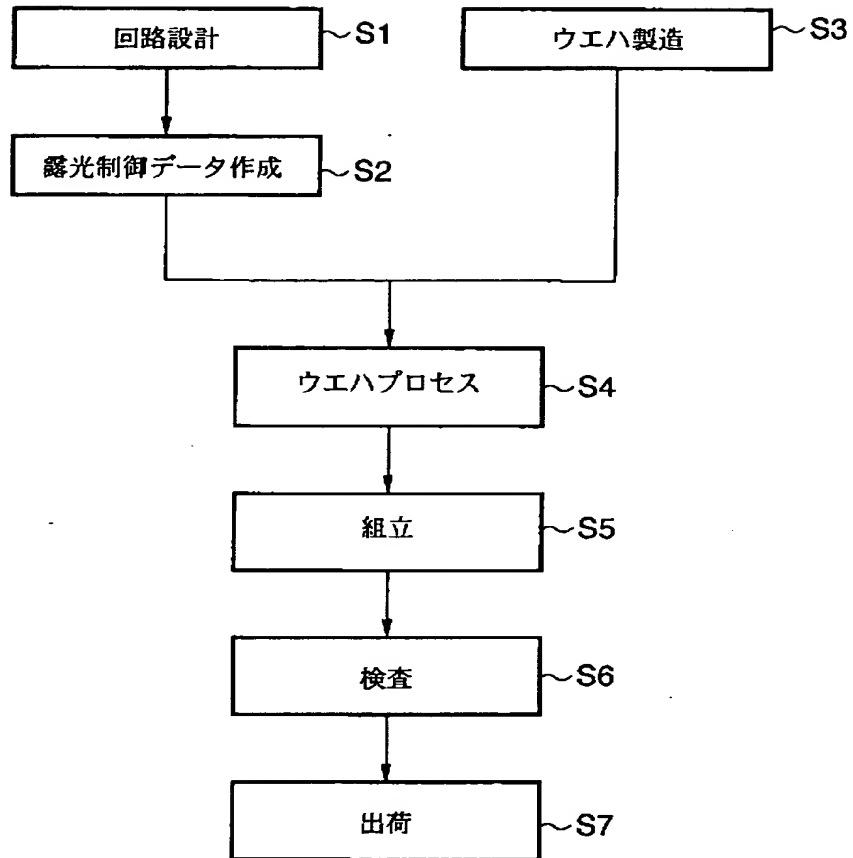 回路設計 S1
ウエハ製造 S3
露光制御データ作成 S2
ウエハプロセス S4
組立 S5
検査 S6
出荷 S7